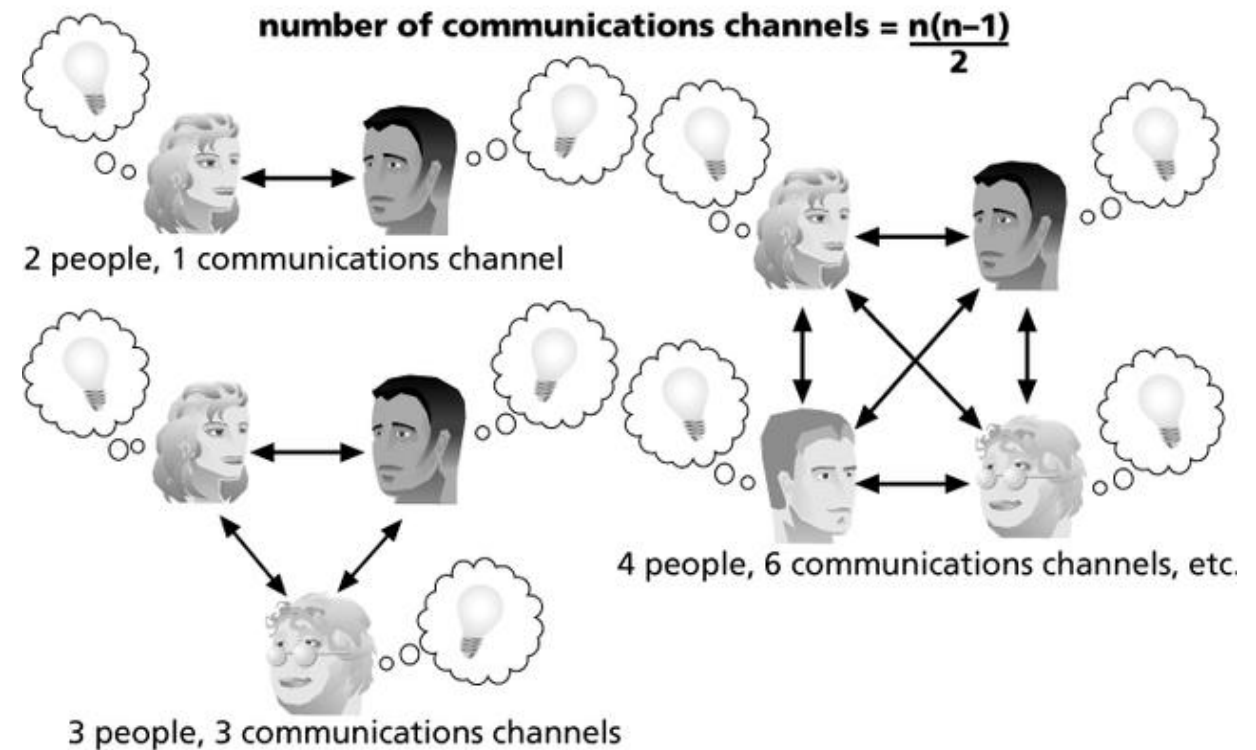 number of communications channels = n(n–1)
2
2 people, 1 communications channel
4 people, 6 communications channels, etc.
3 people, 3 communications channels